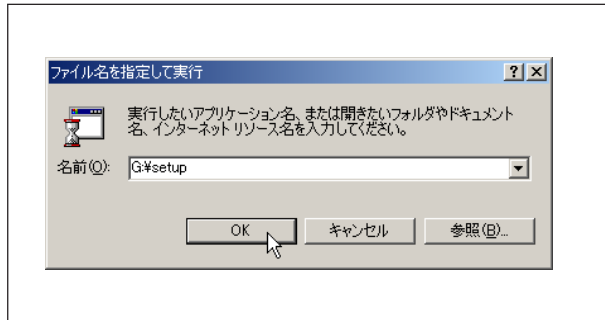 ファイル名を指定して実行
実行したいアプリケーション名、または開きたいフォルダやドキュメント
名、インターネット リソース名を入力してください。
名前(O): G:¥setup
OK キャンセル 参照(B)...